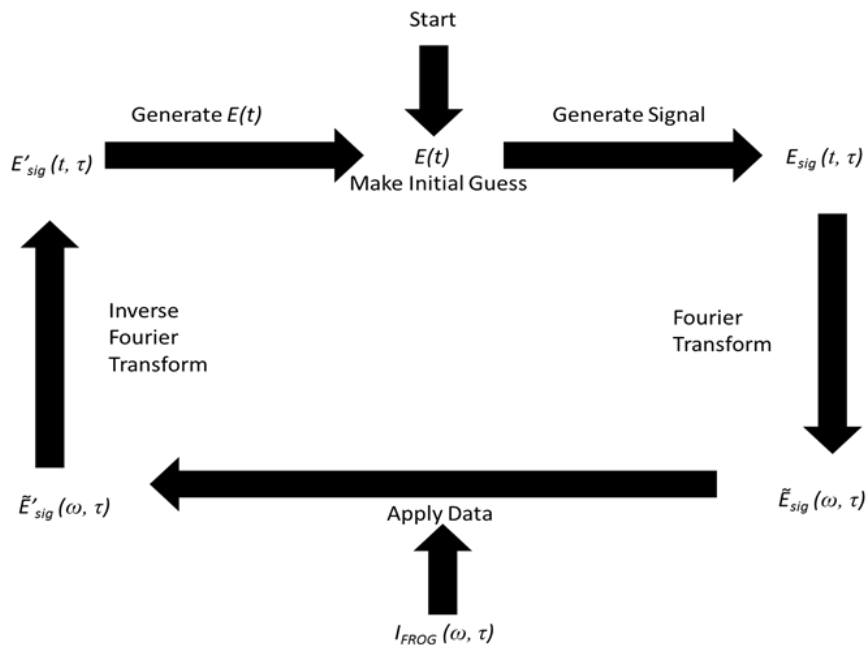 Start
Generate E(t)
Generate Signal
E′sig (t, τ)
E(t)
Make Initial Guess
Esig (t, τ)
Inverse
Fourier
Transform
Fourier
Transform
Ẽ′sig (ω, τ)
Apply Data
Ẽsig (ω, τ)
IFROG (ω, τ)